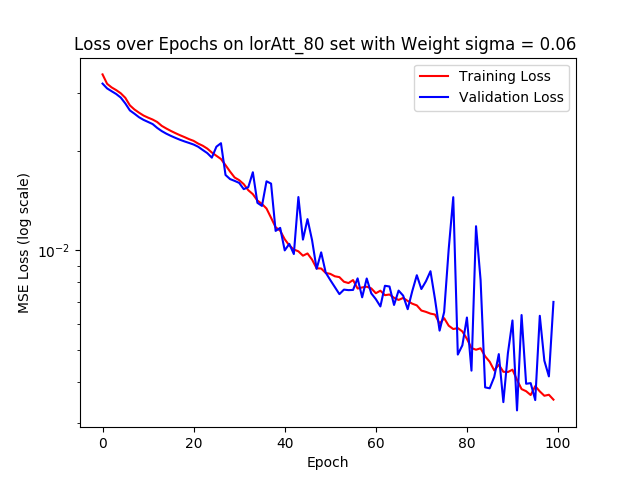 Loss over Epochs on lorAtt_80 set with Weight sigma = 0.06
Training Loss
Validation Loss
MSE Loss (log scale)
10⁻²
0 20 40 60 80 100
Epoch